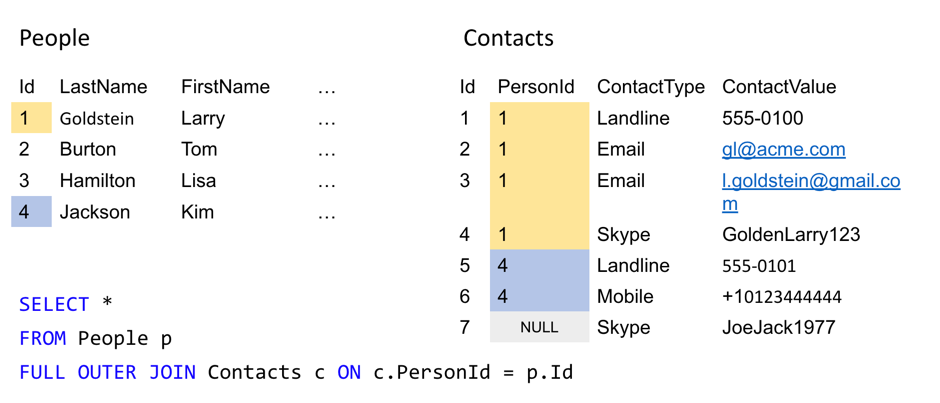 People
Id LastName FirstName ...
1 Goldstein Larry ...
2 Burton Tom ...
3 Hamilton Lisa ...
4 Jackson Kim ...
Contacts
Id PersonId ContactType ContactValue
1 1 Landline 555-0100
2 1 Email gl@acme.com
3 1 Email l.goldstein@gmail.co
m
4 1 Skype GoldenLarry123
5 4 Landline 555-0101
6 4 Mobile +10123444444
7 NULL Skype JoeJack1977
SELECT *
FROM People p
FULL OUTER JOIN Contacts c ON c.PersonId = p.Id